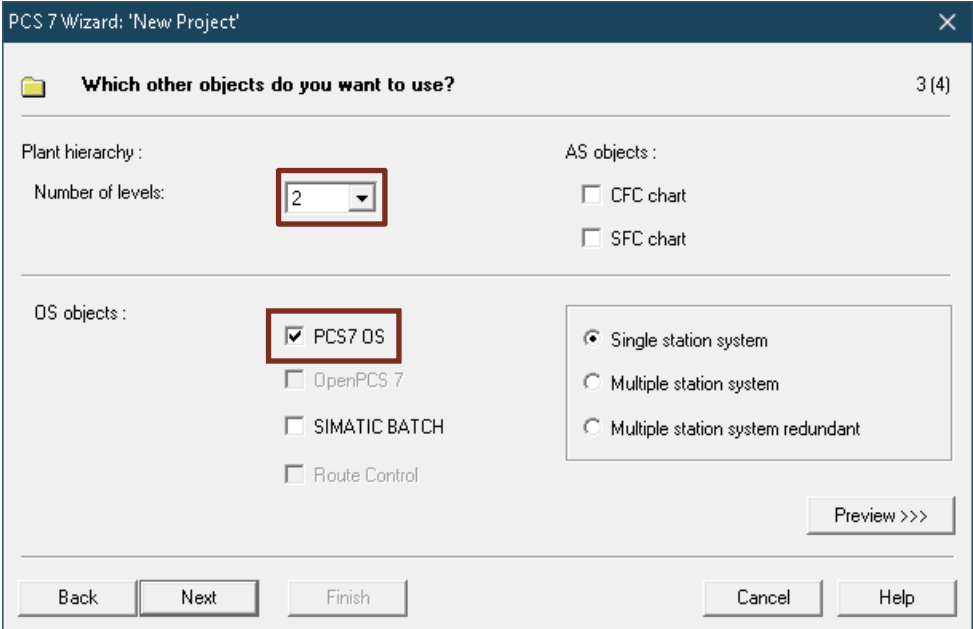 PCS 7 Wizard: 'New Project'
Which other objects do you want to use?
3 (4)
Plant hierarchy :
Number of levels:
2
AS objects :
CFC chart
SFC chart
OS objects :
PCS7 OS
OpenPCS 7
SIMATIC BATCH
Route Control
Single station system
Multiple station system
Multiple station system redundant
Preview >>>
Back
Next
Finish
Cancel
Help